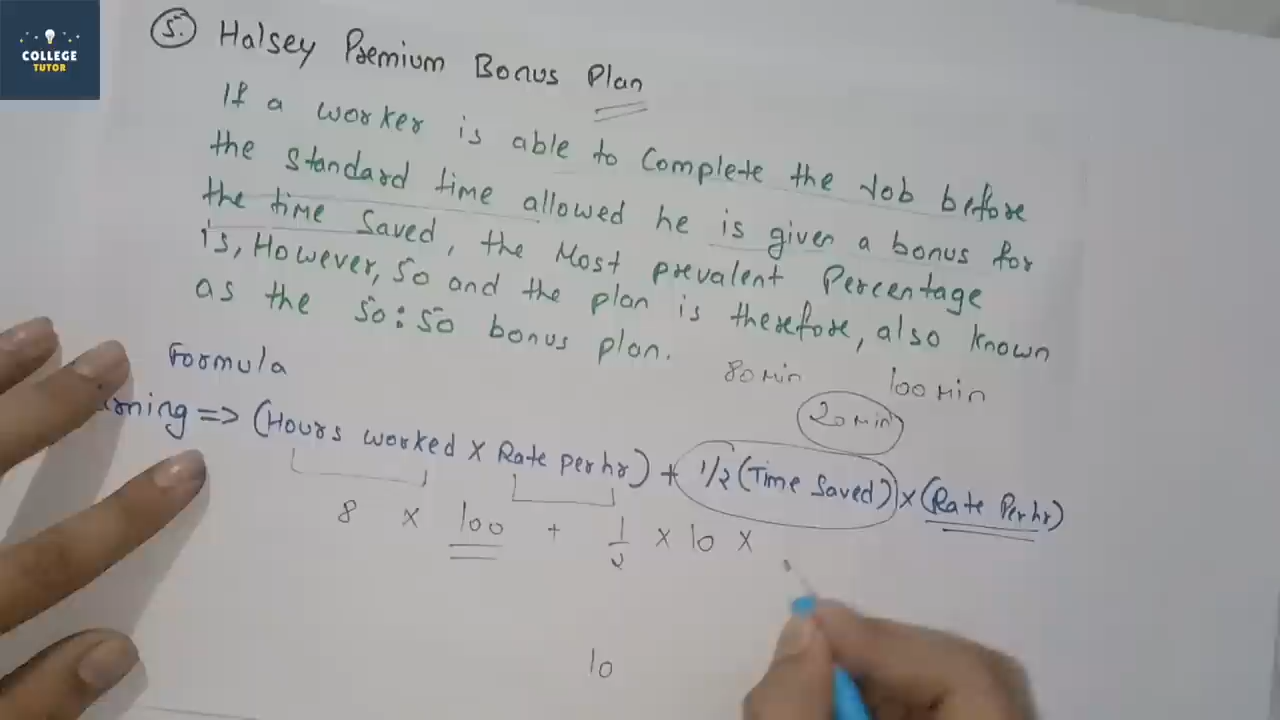 COLLEGE
TUTOR
5. Halsey Premium Bonus Plan
If a worker is able to Complete the Job before
the standard time allowed he is given a bonus for
the time Saved, the Most prevalent Percentage
is, However, 50 and the plan is therefore, also known
as the 50:50 bonus plan.
80 Min 100 Min
20 min
Formula
rning => (Hours worked x Rate per hr) + 1/2 (Time Saved) x (Rate Per hr)
8 x 100 + 1/2 x 10 x
10